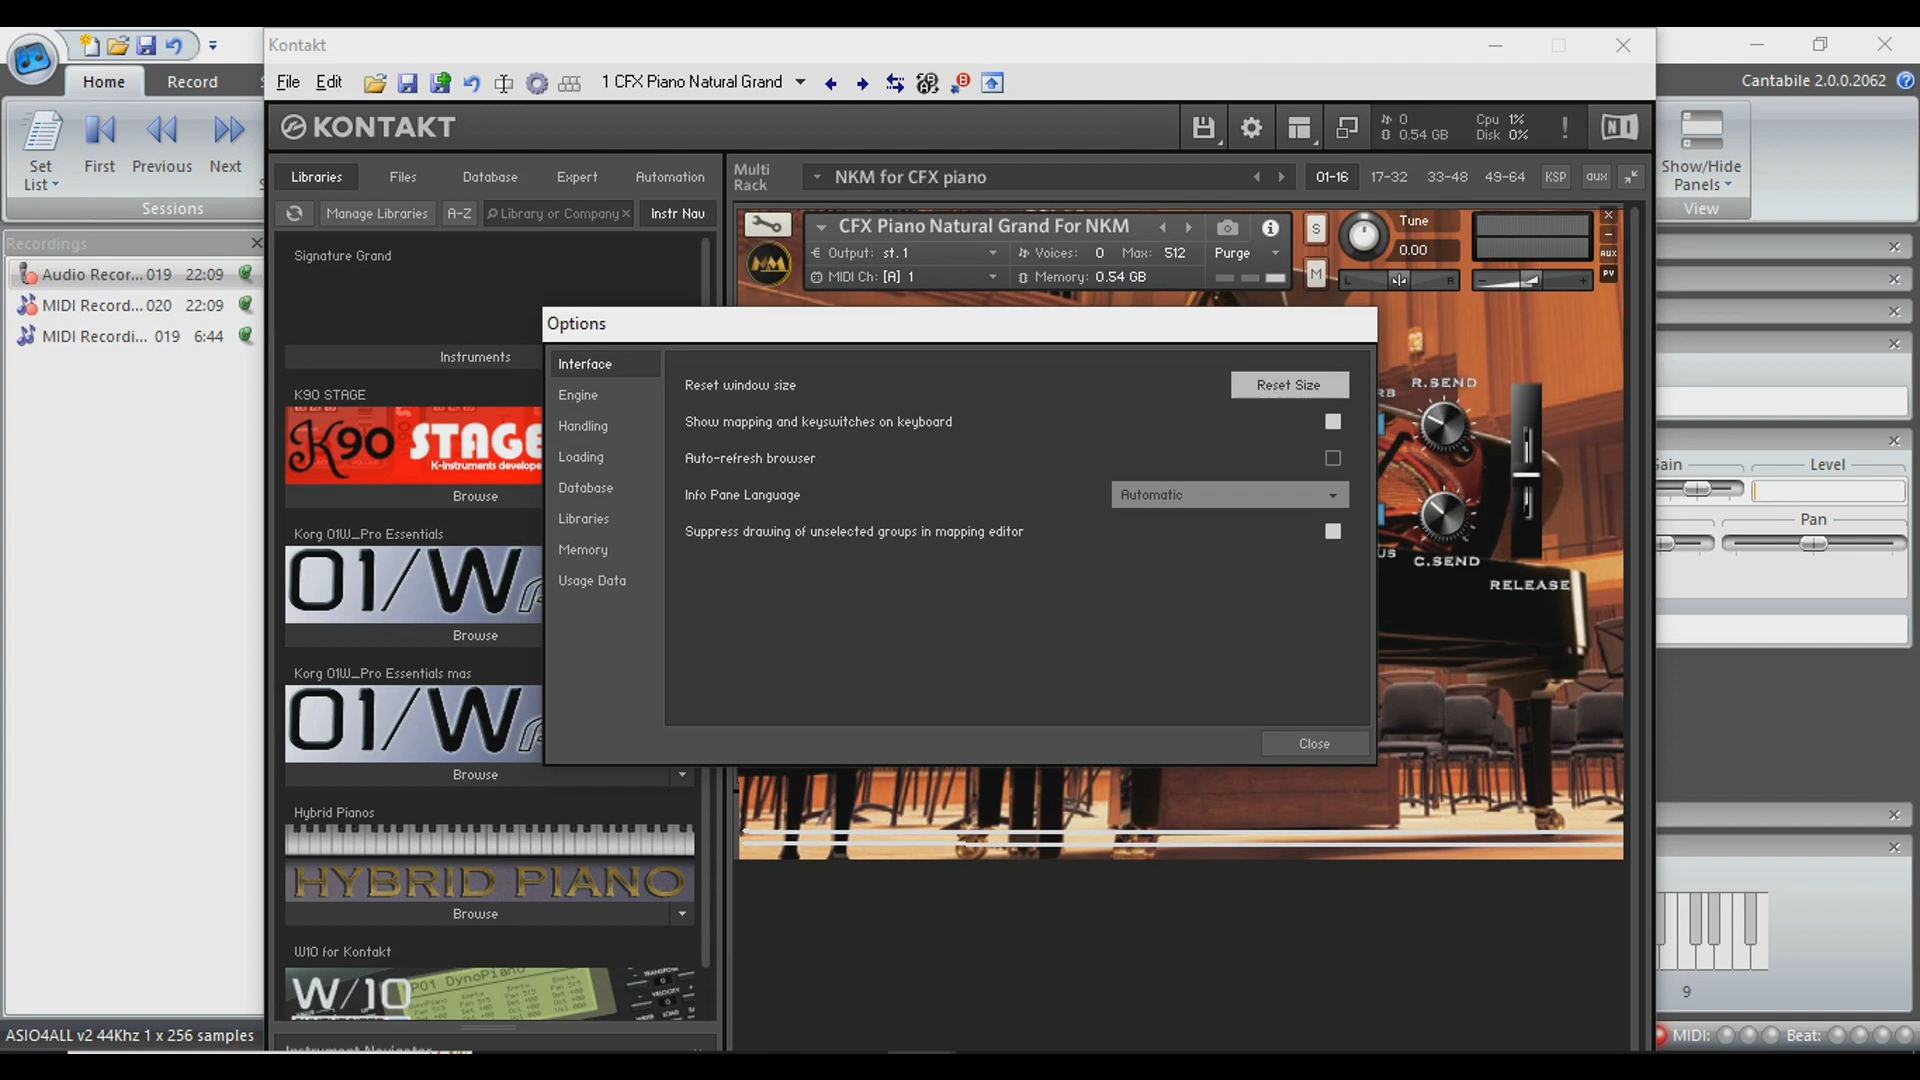 Kontakt
Home
Record
File Edit
1 CFX Piano Natural Grand
Cantabile 2.0.0.2062
Set List
First
Previous
Next
Sessions
KONTAKT
0
0.54 GB
Cpu 1%
Disk 0%
!
NI
Show/Hide Panels
View
Recordings
Audio Recor... 019 22:09
MIDI Record... 020 22:09
MIDI Recordi... 019 6:44
Libraries
Files
Database
Expert
Automation
Manage Libraries
A-Z
Library or Company
Instr Nav
Multi Rack
NKM for CFX piano
01-16
17-32
33-48
49-64
KSP
aux
CFX Piano Natural Grand For NKM
Output: st.1
Voices: 0 Max: 512
Purge
MIDI Ch: [A] 1
Memory: 0.54 GB
S
M
Tune
0.00
L
R
AUX
PV
Signature Grand
Instruments
K90 STAGE
K90 STAGE
K-Instruments develope
Browse
Korg 01W_Pro Essentials
01/W
Browse
Korg 01W_Pro Essentials mas
01/W
Browse
Hybrid Pianos
HYBRID PIANO
Browse
W10 for Kontakt
W/10
P01 DynoPiano
Options
Interface
Engine
Handling
Loading
Database
Libraries
Memory
Usage Data
Reset window size
Reset Size
Show mapping and keyswitches on keyboard
Auto-refresh browser
Info Pane Language
Automatic
Suppress drawing of unselected groups in mapping editor
Close
R.SEND
C.SEND
RELEASE
Level
Pan
9
ASIO4ALL v2 44Khz 1 x 256 samples
MIDI:
Beat: